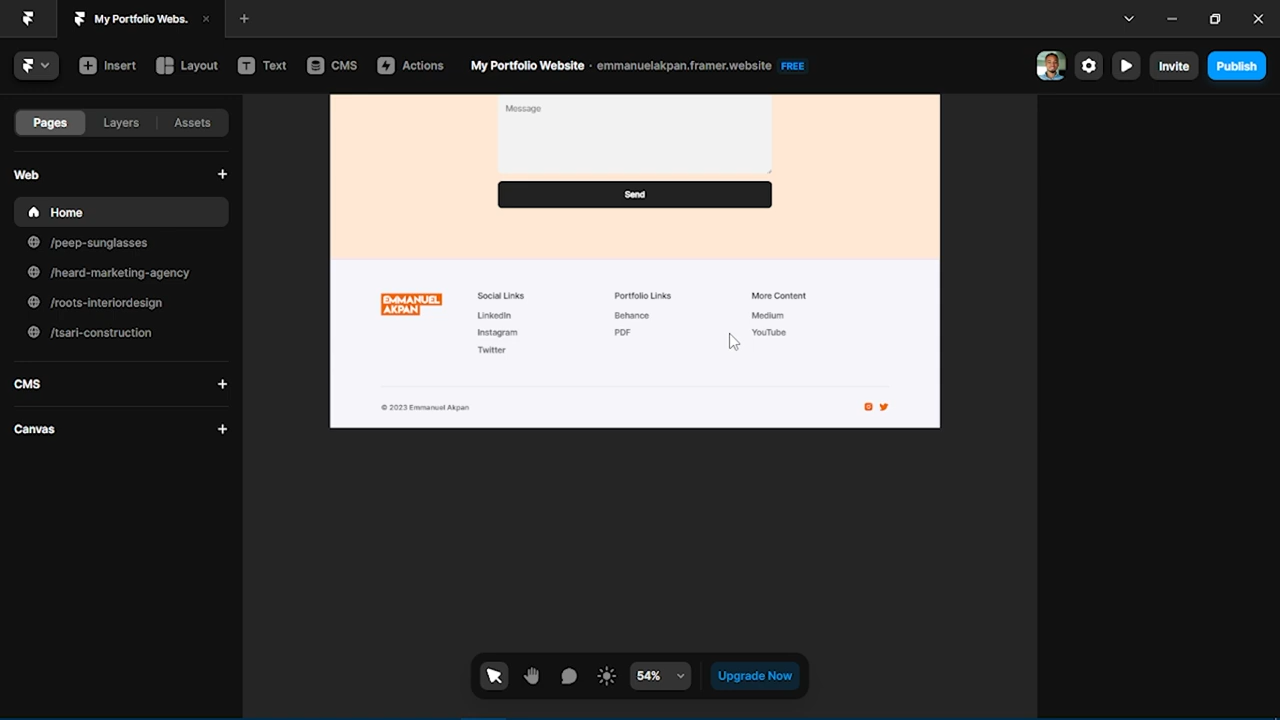 My Portfolio Webs.
Insert Layout Text CMS Actions My Portfolio Website · emmanuelakpan.framer.website FREE Invite Publish
Pages Layers Assets
Web
Home
/peep-sunglasses
/heard-marketing-agency
/roots-interiordesign
/tsari-construction
CMS
Canvas
Message
Send
EMMANUEL
AKPAN
Social Links
LinkedIn
Instagram
Twitter
Portfolio Links
Behance
PDF
More Content
Medium
YouTube
© 2023 Emmanuel Akpan
54% Upgrade Now